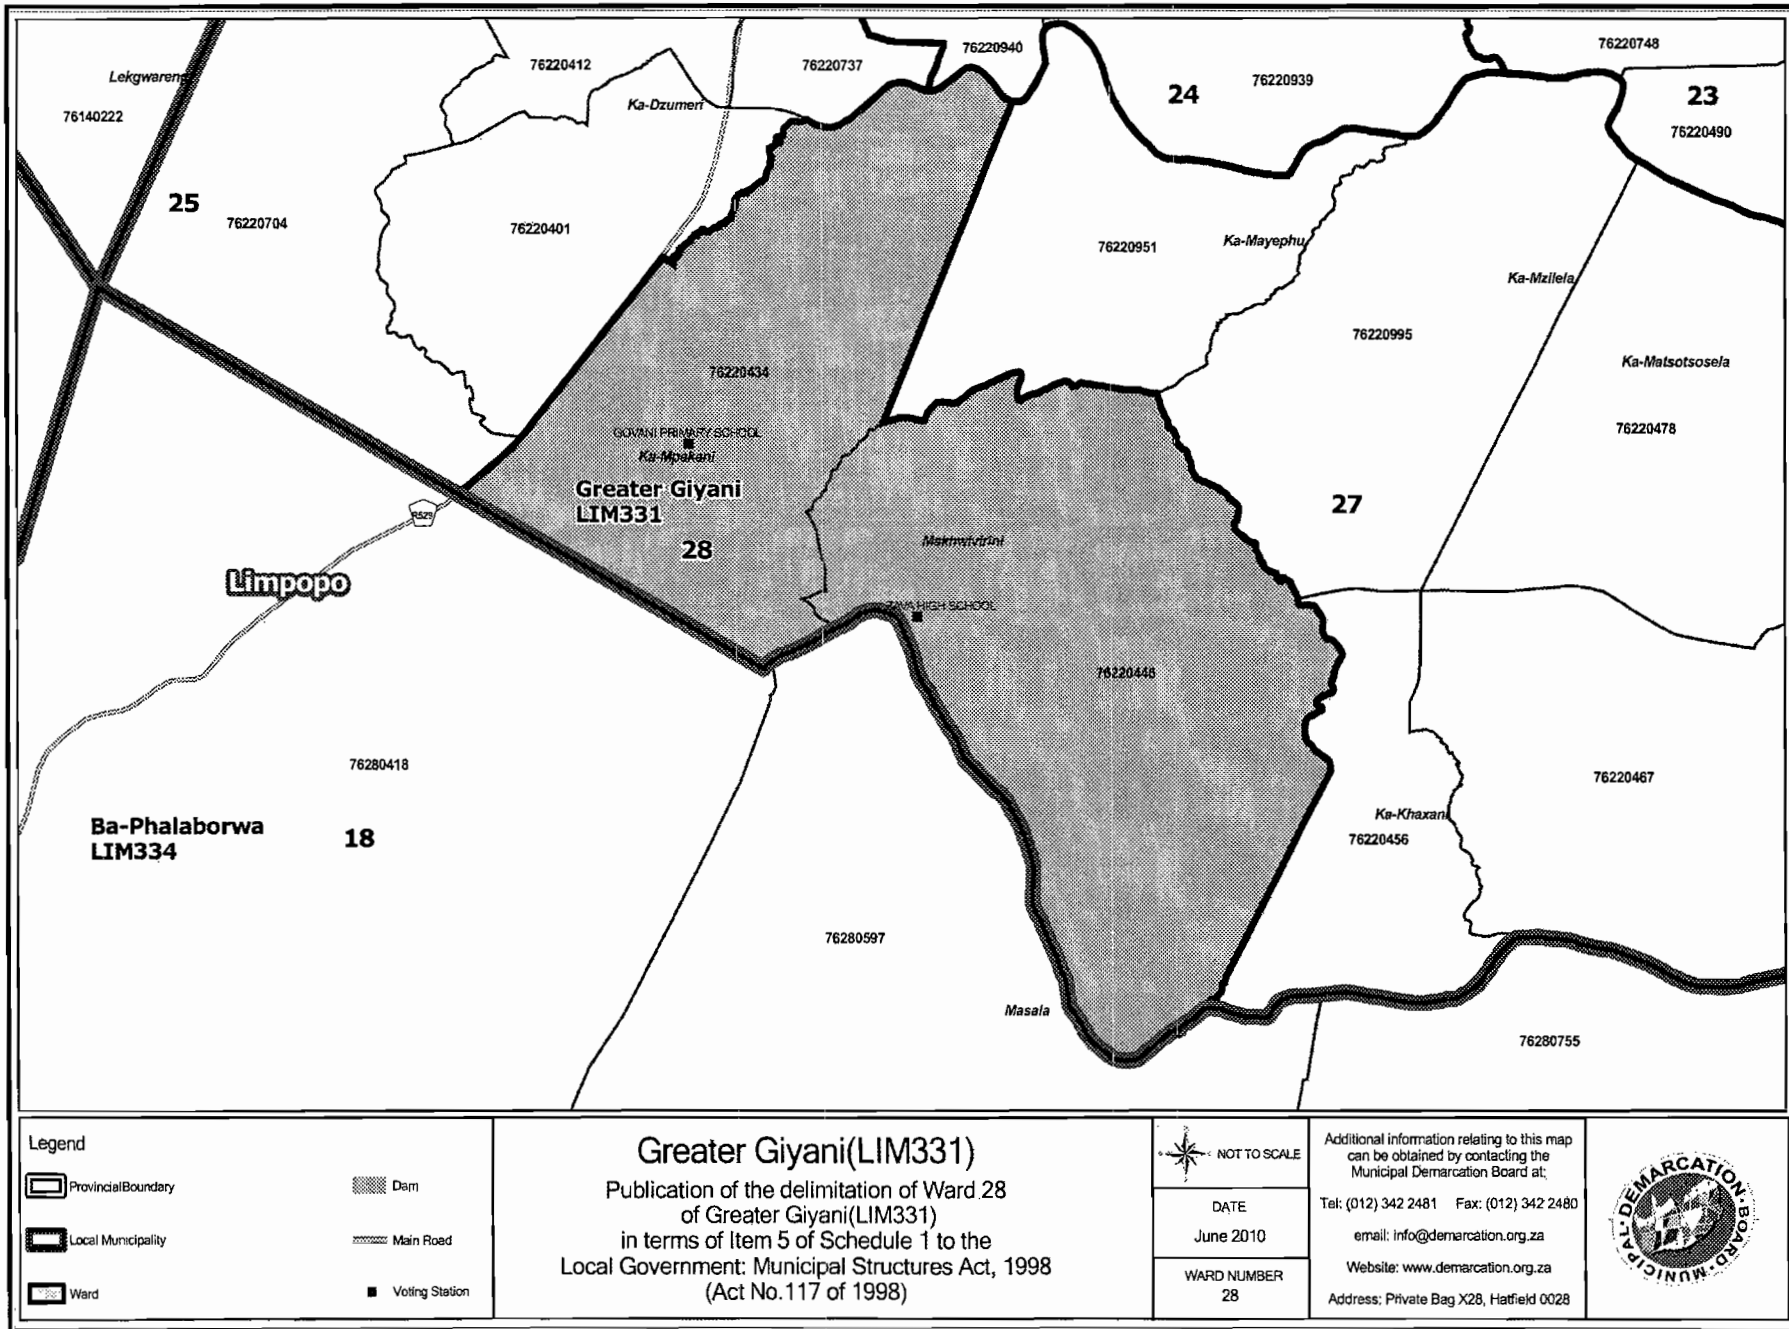 Lekgwareng
76140222
76220412
Ka-Dzumeri
76220737
76220940
24
76220939
76220748
23
76220490
25
76220704
76220401
76220951
Ka-Mayephu
Ka-Mzilela
76220995
Ka-Matsotsosela
76220478
76220434
GOVANI PRIMARY SCHOOL
Ka-Mpakani
Greater Giyani
LIM331
28
R529
Limpopo
27
ZAVA HIGH SCHOOL
76280418
Ba-Phalaborwa
LIM334
18
76220467
Ka-Khaxani
76220456
76280597
Masala
76280755
Legend
Provincial Boundary
Local Municipality
Ward
Dam
Main Road
Voting Station
Greater Giyani(LIM331)
Publication of the delimitation of Ward 28
of Greater Giyani(LIM331)
in terms of Item 5 of Schedule 1 to the
Local Government: Municipal Structures Act, 1998
(Act No.117 of 1998)
NOT TO SCALE
DATE
June 2010
WARD NUMBER
28
Additional information relating to this map
can be obtained by contacting the
Municipal Demarcation Board at:
Tel: (012) 342 2481 Fax: (012) 342 2480
email: info@demarcation.org.za
Website: www.demarcation.org.za
Address: Private Bag X28, Hatfield 0028
MUNICIPAL DEMARCATION BOARD